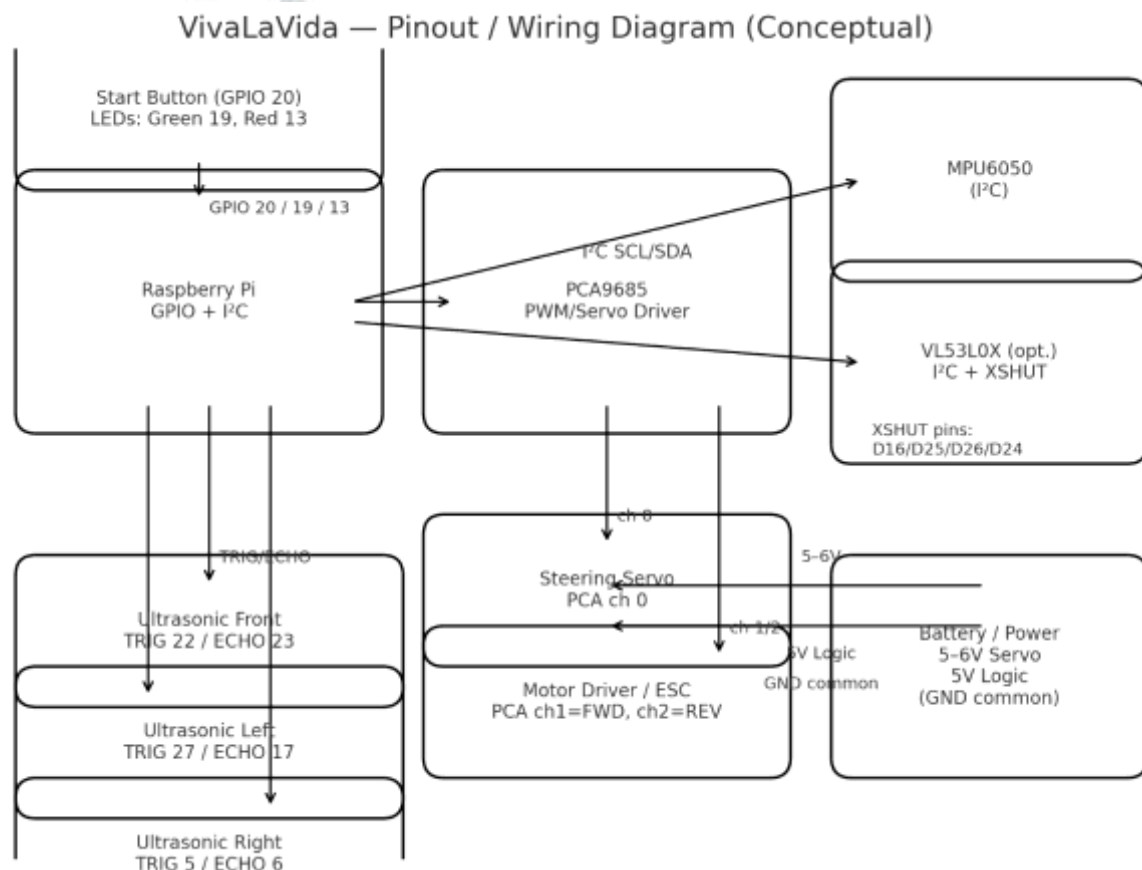 VivaLaVida — Pinout / Wiring Diagram (Conceptual)
Start Button (GPIO 20)
LEDs: Green 19, Red 13
GPIO 20 / 19 / 13
Raspberry Pi
GPIO + I²C
I²C SCL/SDA
PCA9685
PWM/Servo Driver
MPU6050
(I²C)
VL53L0X (opt.)
I²C + XSHUT
XSHUT pins:
D16/D25/D26/D24
TRIG/ECHO
Ultrasonic Front
TRIG 22 / ECHO 23
Ultrasonic Left
TRIG 27 / ECHO 17
Ultrasonic Right
TRIG 5 / ECHO 6
ch 0
Steering Servo
PCA ch 0
ch 1/2
Motor Driver / ESC
PCA ch1=FWD, ch2=REV
5–6V
5V Logic
GND common
Battery / Power
5–6V Servo
5V Logic
(GND common)